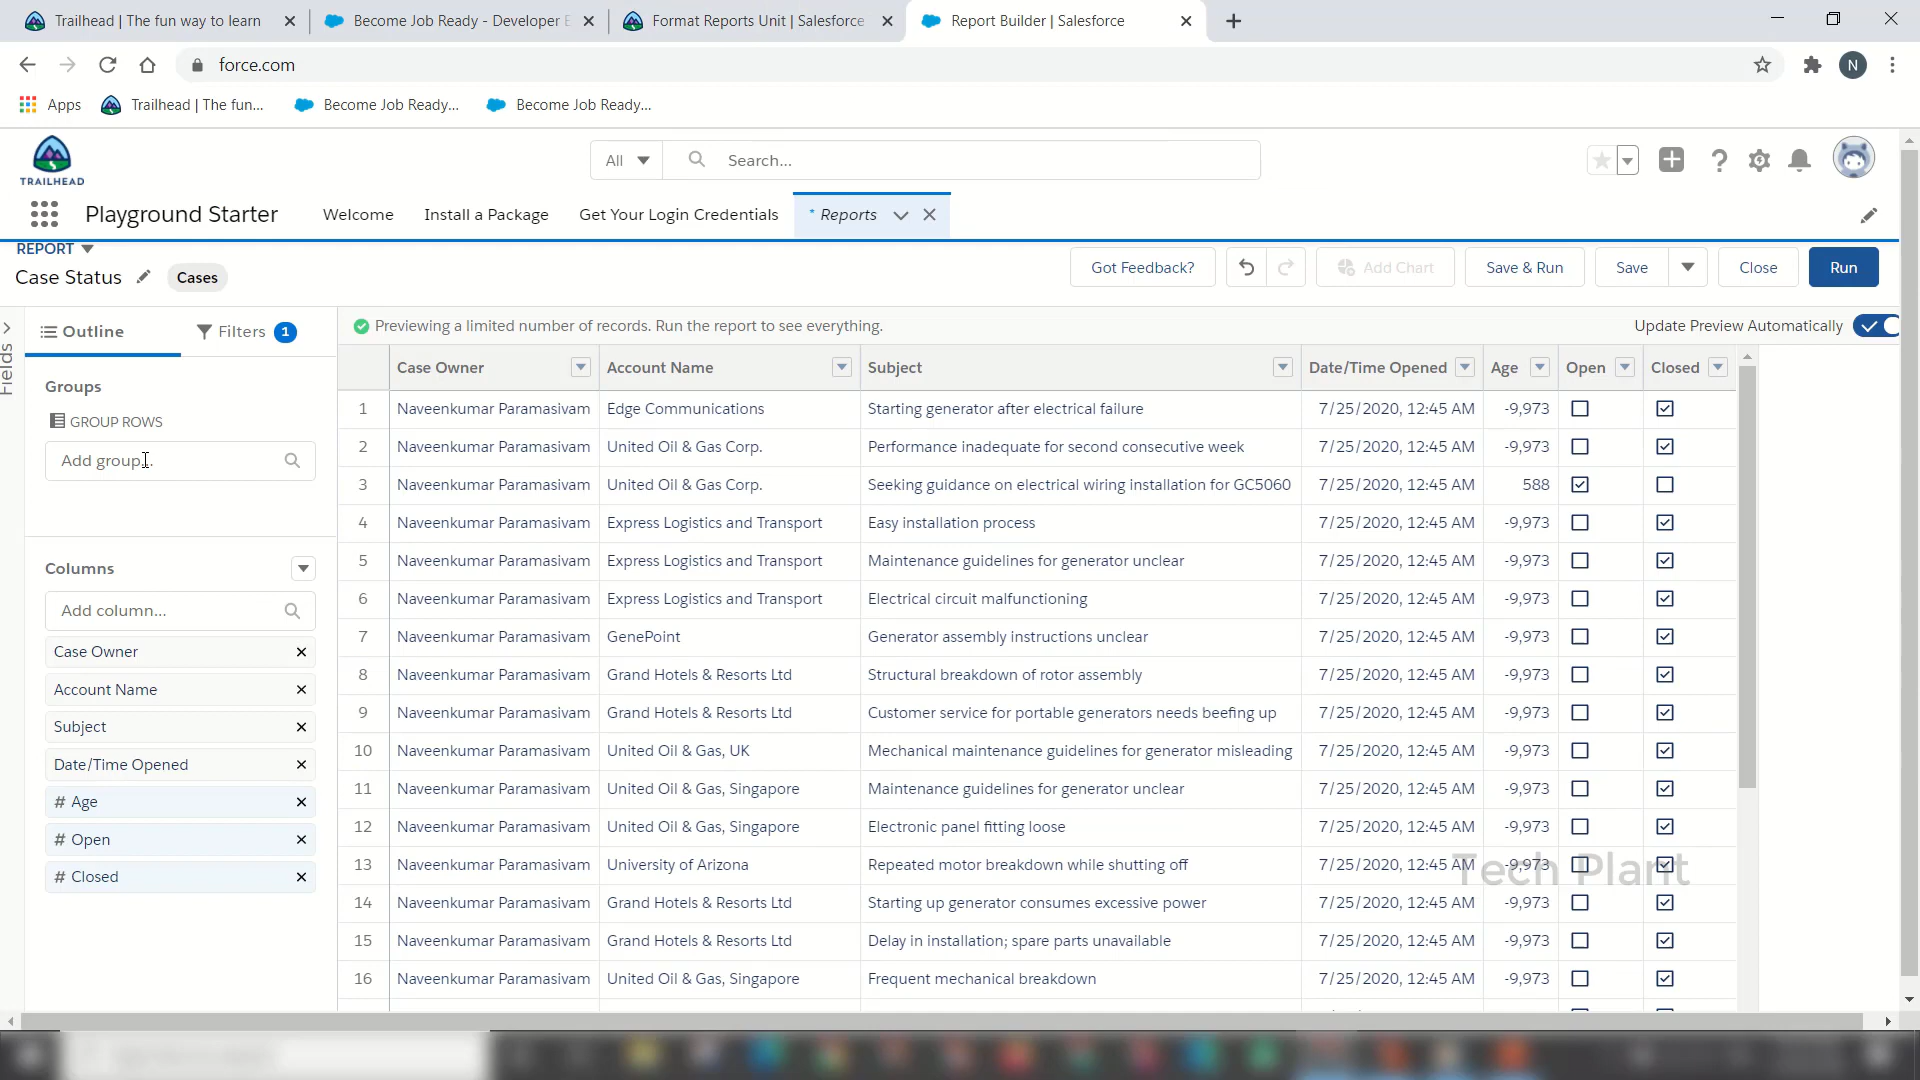 Trailhead | The fun way to learn
Become Job Ready - Developer E
Format Reports Unit | Salesforce
Report Builder | Salesforce
force.com
N
Apps
Trailhead | The fun...
Become Job Ready...
Become Job Ready...
TRAILHEAD
All
Search...
Playground Starter
Welcome
Install a Package
Get Your Login Credentials
* Reports
REPORT
Case Status
Cases
Got Feedback?
Add Chart
Save & Run
Save
Close
Run
Fields
Outline
Filters 1
Previewing a limited number of records. Run the report to see everything.
Update Preview Automatically
Groups
GROUP ROWS
Add group...
Columns
Add column...
Case Owner
Account Name
Subject
Date/Time Opened
# Age
# Open
# Closed
Case Owner Account Name Subject Date/Time Opened Age Open Closed
1 Naveenkumar Paramasivam Edge Communications Starting generator after electrical failure 7/25/2020, 12:45 AM -9,973
2 Naveenkumar Paramasivam United Oil & Gas Corp. Performance inadequate for second consecutive week 7/25/2020, 12:45 AM -9,973
3 Naveenkumar Paramasivam United Oil & Gas Corp. Seeking guidance on electrical wiring installation for GC5060 7/25/2020, 12:45 AM 588
4 Naveenkumar Paramasivam Express Logistics and Transport Easy installation process 7/25/2020, 12:45 AM -9,973
5 Naveenkumar Paramasivam Express Logistics and Transport Maintenance guidelines for generator unclear 7/25/2020, 12:45 AM -9,973
6 Naveenkumar Paramasivam Express Logistics and Transport Electrical circuit malfunctioning 7/25/2020, 12:45 AM -9,973
7 Naveenkumar Paramasivam GenePoint Generator assembly instructions unclear 7/25/2020, 12:45 AM -9,973
8 Naveenkumar Paramasivam Grand Hotels & Resorts Ltd Structural breakdown of rotor assembly 7/25/2020, 12:45 AM -9,973
9 Naveenkumar Paramasivam Grand Hotels & Resorts Ltd Customer service for portable generators needs beefing up 7/25/2020, 12:45 AM -9,973
10 Naveenkumar Paramasivam United Oil & Gas, UK Mechanical maintenance guidelines for generator misleading 7/25/2020, 12:45 AM -9,973
11 Naveenkumar Paramasivam United Oil & Gas, Singapore Maintenance guidelines for generator unclear 7/25/2020, 12:45 AM -9,973
12 Naveenkumar Paramasivam United Oil & Gas, Singapore Electronic panel fitting loose 7/25/2020, 12:45 AM -9,973
13 Naveenkumar Paramasivam University of Arizona Repeated motor breakdown while shutting off 7/25/2020, 12:45 AM -9,973
Tech Plant
14 Naveenkumar Paramasivam Grand Hotels & Resorts Ltd Starting up generator consumes excessive power 7/25/2020, 12:45 AM -9,973
15 Naveenkumar Paramasivam Grand Hotels & Resorts Ltd Delay in installation; spare parts unavailable 7/25/2020, 12:45 AM -9,973
16 Naveenkumar Paramasivam United Oil & Gas, Singapore Frequent mechanical breakdown 7/25/2020, 12:45 AM -9,973